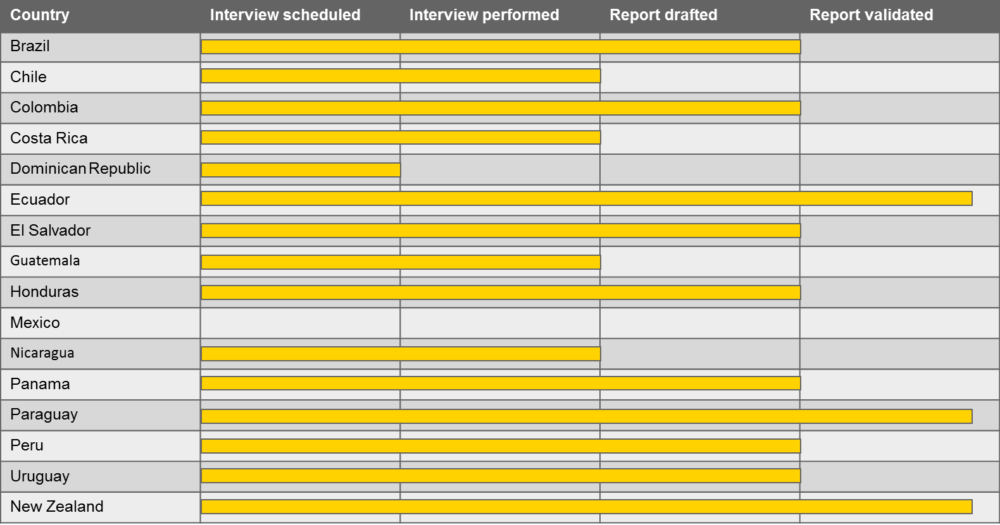 Country Interview scheduled Interview performed Report drafted Report validated
Brazil
Chile
Colombia
Costa Rica
Dominican Republic
Ecuador
El Salvador
Guatemala
Honduras
Mexico
Nicaragua
Panama
Paraguay
Peru
Uruguay
New Zealand